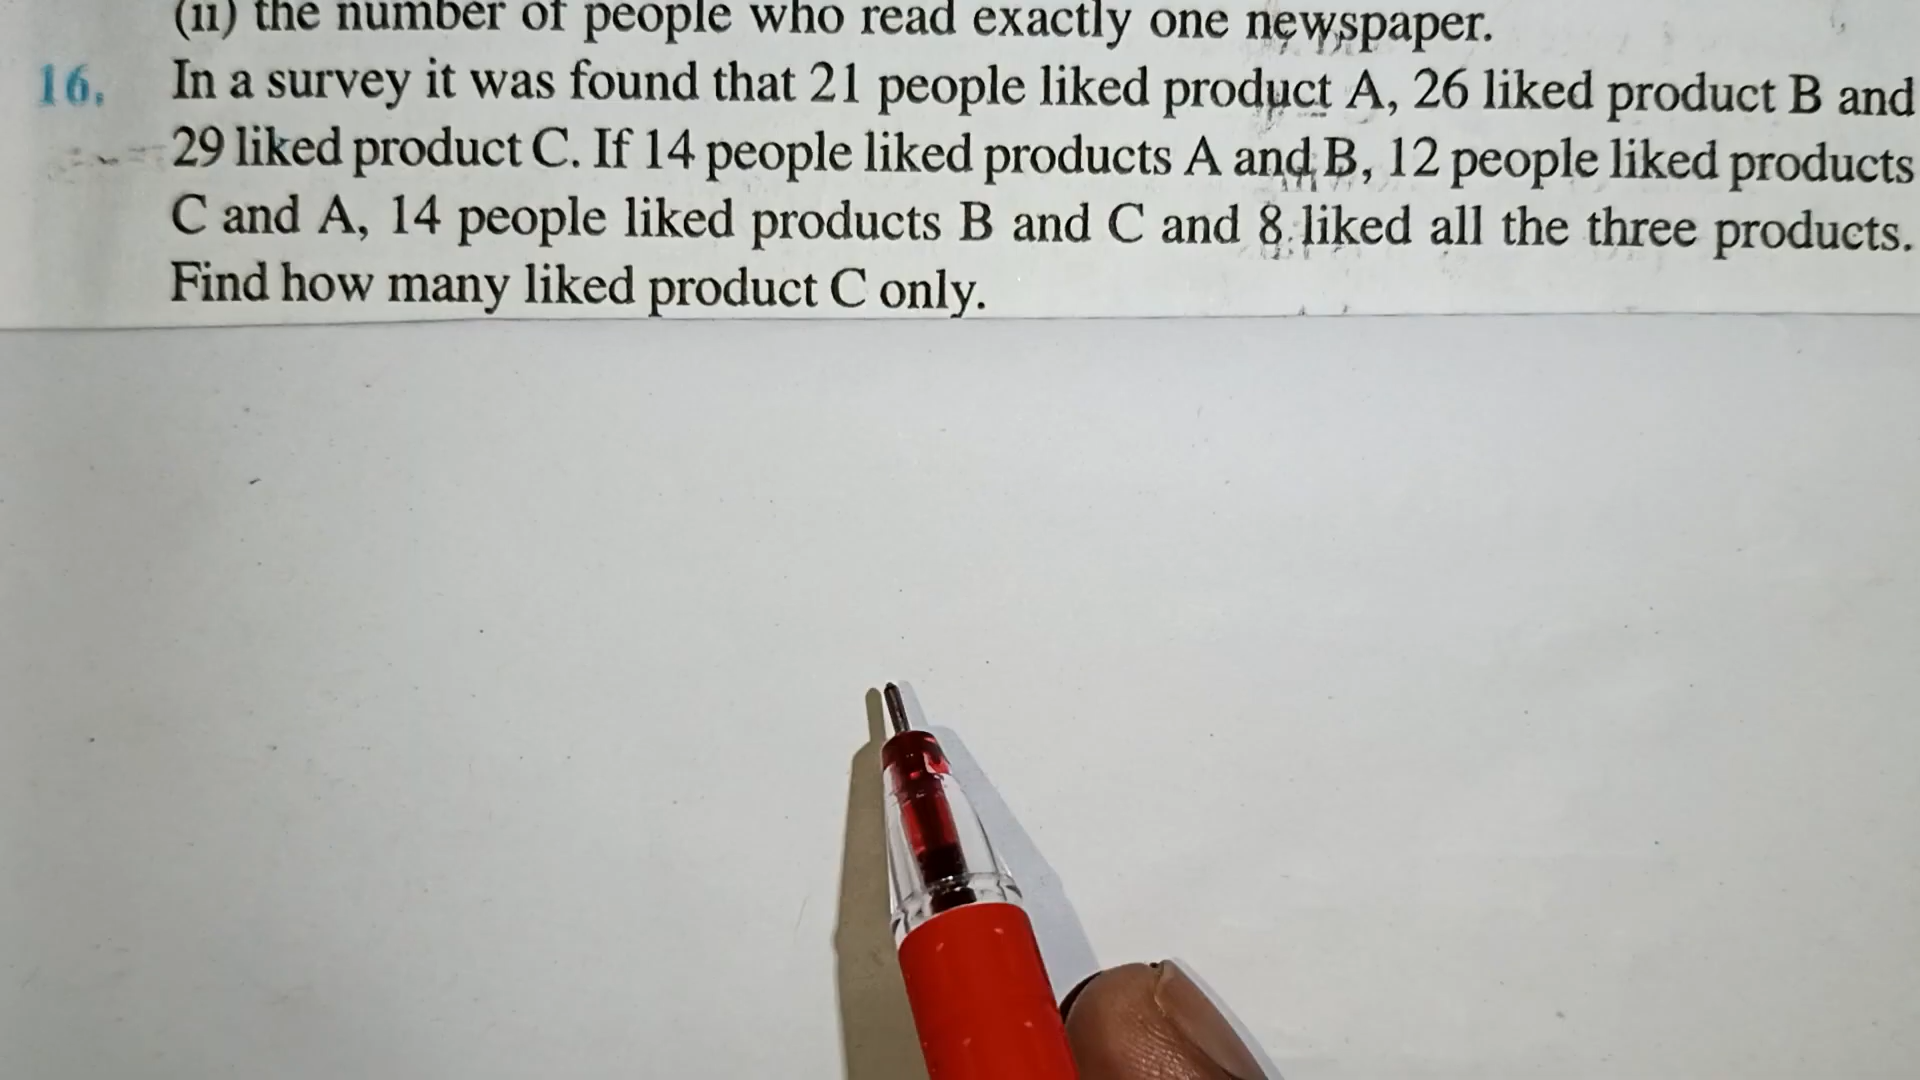 (ii) the number of people who read exactly one newspaper.
16. In a survey it was found that 21 people liked product A, 26 liked product B and
29 liked product C. If 14 people liked products A and B, 12 people liked products
C and A, 14 people liked products B and C and 8 liked all the three products.
Find how many liked product C only.